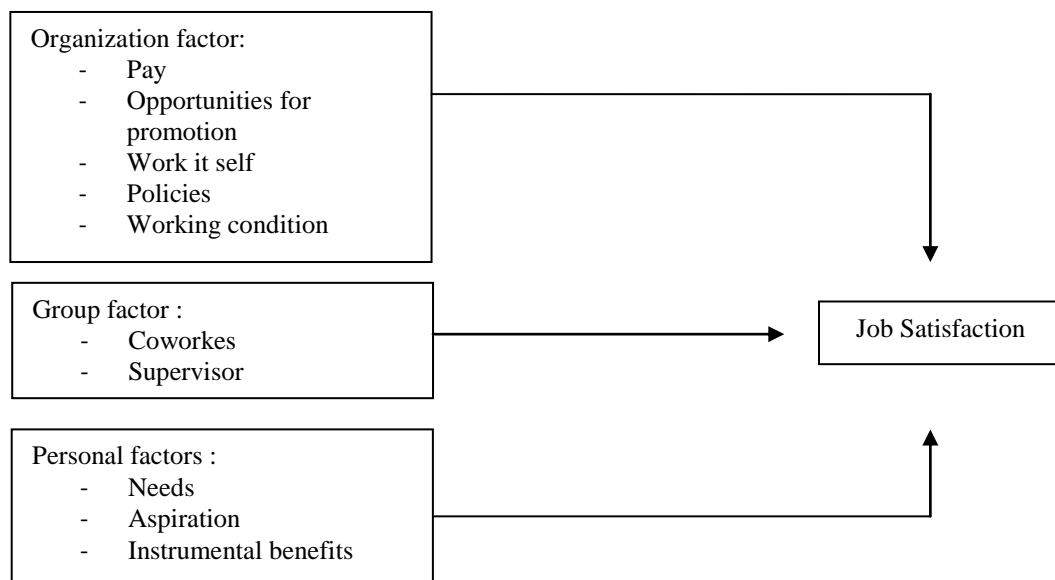 Organization factor:
- Pay
- Opportunities for
promotion
- Work it self
- Policies
- Working condition
Group factor :
- Coworkes
- Supervisor
Job Satisfaction
Personal factors :
- Needs
- Aspiration
- Instrumental benefits